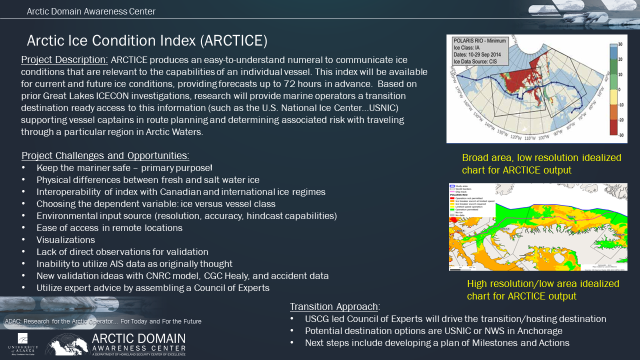 Arctic Domain Awareness Center
Arctic Ice Condition Index (ARCTICE)
Project Description: ARCTICE produces an easy-to-understand numeral to communicate ice
conditions that are relevant to the capabilities of an individual vessel. This index will be available
for current and future ice conditions, providing forecasts up to 72 hours in advance. Based on
prior Great Lakes ICECON investigations, research will provide marine operators a transition
destination ready access to this information (such as the U.S. National Ice Center...USNIC)
supporting vessel captains in route planning and determining associated risk with traveling
through a particular region in Arctic Waters.
Project Challenges and Opportunities:
• Keep the mariner safe – primary purpose!
• Physical differences between fresh and salt water ice
• Interoperability of index with Canadian and international ice regimes
• Choosing the dependent variable: ice versus vessel class
• Environmental input source (resolution, accuracy, hindcast capabilities)
• Ease of access in remote locations
• Visualizations
• Lack of direct observations for validation
• Inability to utilize AIS data as originally thought
• New validation ideas with CNRC model, CGC Healy, and accident data
• Utilize expert advice by assembling a Council of Experts
POLARIS RIO - Minimum
Ice Class: IA
Dates: 10-29 Sep 2014
Ice Data Source: CIS
Broad area, low resolution idealized
chart for ARCTICE output
High resolution/low area idealized
chart for ARCTICE output
Transition Approach:
• USCG led Council of Experts will drive the transition/hosting destination
• Potential destination options are USNIC or NWS in Anchorage
• Next steps include developing a plan of Milestones and Actions
ADAC: Research for the Arctic Operator... For Today and For the Future
UNIVERSITY
of ALASKA
ARCTIC DOMAIN
AWARENESS CENTER
A DEPARTMENT OF HOMELAND SECURITY CENTER OF EXCELLENCE